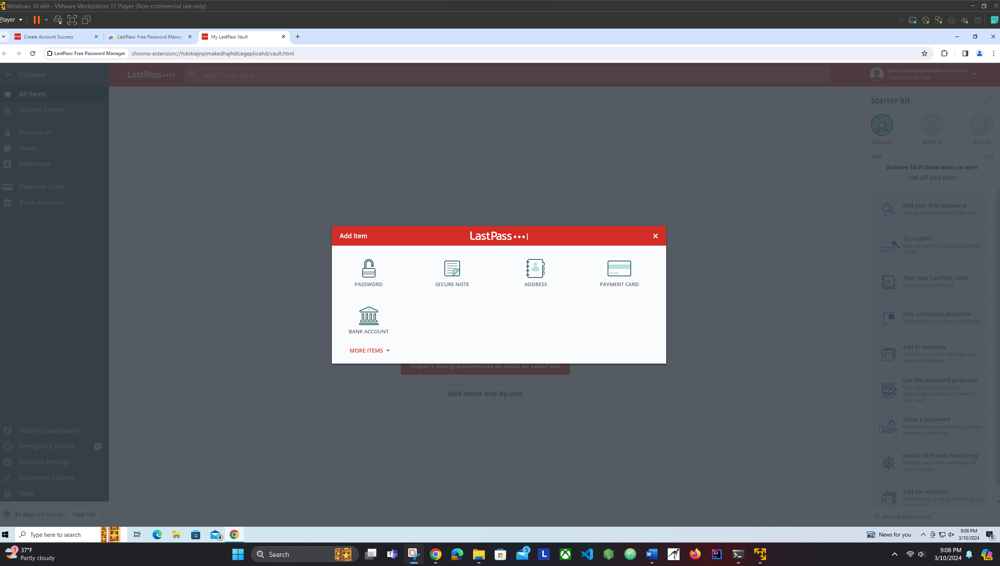 Windows 10 x64 - VMware Workstation 17 Player (Non-commercial use only)
Player
Create Account Success
LastPass: Free Password Manag
My LastPass Vault
LastPass: Free Password Manager
chrome-extension://hdokiejnpimakedhajhdlcegeplioahd/vault.html
Collapse
LastPass
search my vault
personaldisposable@hotmail.com
Premium Trial User
All Items
Sharing Center
Passwords
Notes
Addresses
Payment Cards
Bank Accounts
Security Dashboard
Emergency Access
Account Settings
Advanced Options
Help
31 days left in trial
Upgrade
Add Item
LastPass
PASSWORD
SECURE NOTE
ADDRESS
PAYMENT CARD
BANK ACCOUNT
MORE ITEMS
Import many passwords at once to LastPass
Add items one-by-one
Starter kit
Novice (1)
Skilled (5)
Pro (10)
1/10
Achieve 10 of these items to earn
10% off paid plan!
Add your first password
Let LastPass remember it for you
Try autofill
Skip the hassle of typing passwords
& info
Tour your LastPass vault
Explore your safe place
Stay connected anywhere
Download the LastPass mobile app
Add 3+ websites
The more you add, the fewer you
have to remember
Use the password generator
Stay safe with unique and
unguessable passwords saved to
your vault
Share a password
Safely share your streaming service
passwords and more
Enable dark web monitoring
Monitor your email addresses for
data breaches
Add 10+ websites
Speed things along by importing your
Show all achievements
Type here to search
4
News for you
9:08 PM
3/10/2024
6
1
37°F
Partly cloudy
Search
5
L
W
IJ
9:08 PM
3/10/2024
PRE